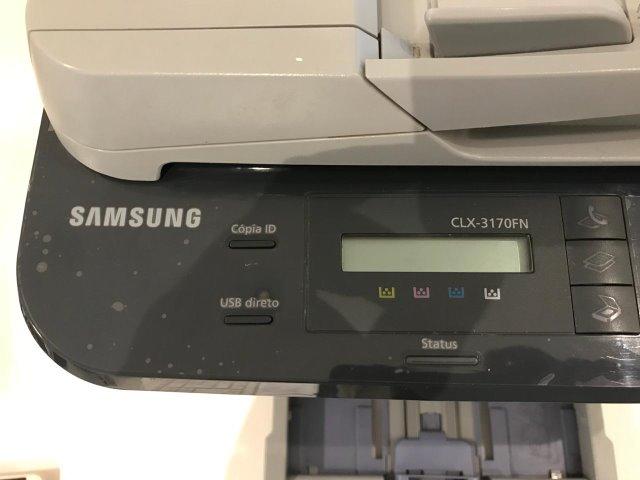 SAMSUNG
Cópia ID
CLX-3170FN
USB direto
Status